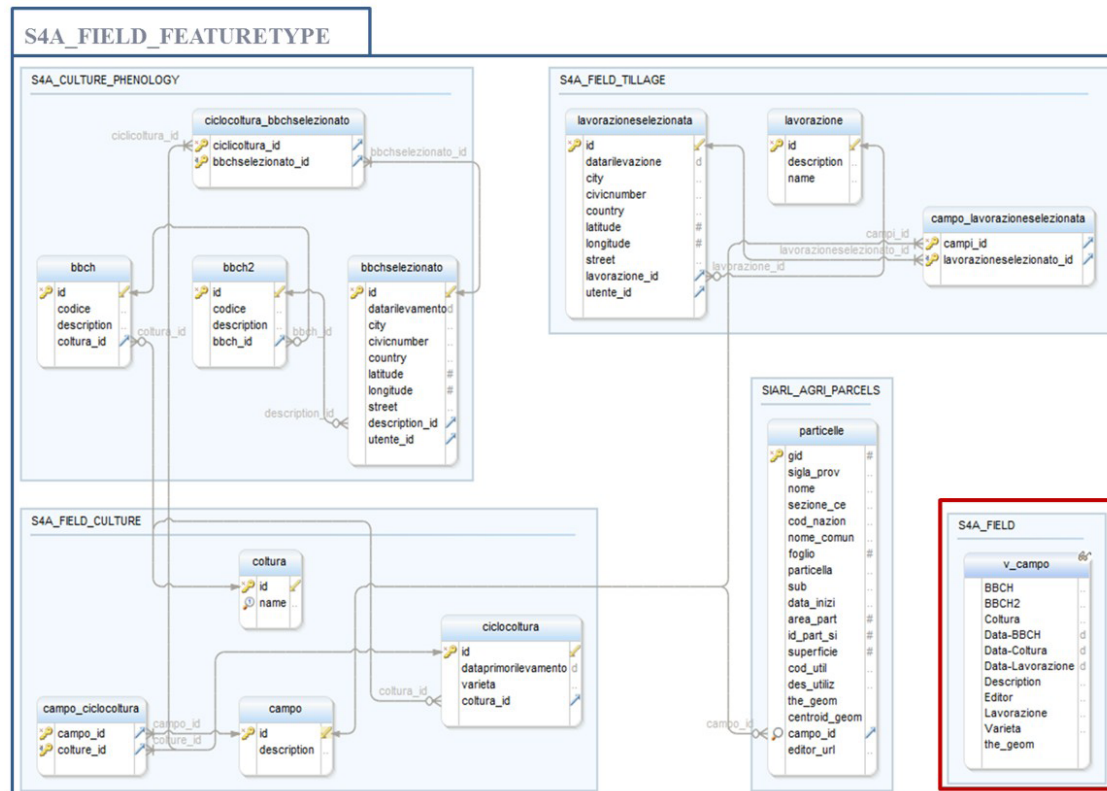 S4A_FIELD_FEATURETYPE
S4A_CULTURE_PHENOLOGY
ciclocoltura_bbchselezionato
ciclicoltura_id
bbchselezionato_id
ciclicoltura_id
bbchselezionato_id
bbch
id
codice
description
coltura_id
coltura_id
bbch2
id
codice
description
bbch_id
bbch_id
bbchselezionato
id
datarilevamento d
city
civicnumber
country
latitude #
longitude #
street
description_id
utente_id
description_id
S4A_FIELD_TILLAGE
lavorazioneselezionata
id
datarilevazione d
city
civicnumber
country
latitude #
longitude #
street
lavorazione_id
utente_id
lavorazione_id
lavorazione
id
description
name
campo_lavorazioneselezionata
campi_id
lavorazioneselezionato_id
campi_id
lavorazioneselezionato_id
S4A_FIELD_CULTURE
coltura
id
name
ciclocoltura
id
dataprimorilevamento d
varieta
coltura_id
coltura_id
campo_ciclocoltura
campo_id
colture_id
campo_id
colture_id
campo
id
description
SIARL_AGRI_PARCELS
particelle
gid #
sigla_prov
nome
sezione_ce
cod_nazion
nome_comun
foglio #
particella
sub
data_inizi
area_part #
id_part_si #
superficie #
cod_util
des_utiliz
the_geom
centroid_geom
campo_id
editor_url
campo_id
S4A_FIELD
v_campo
BBCH
BBCH2
Coltura
Data-BBCH d
Data-Coltura d
Data-Lavorazione d
Description
Editor
Lavorazione
Varieta
the_geom